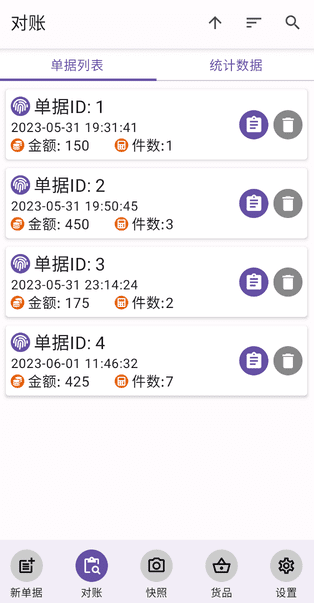 对账
单据列表 统计数据
单据ID: 1
2023-05-31 19:31:41
金额: 150 件数:1
单据ID: 2
2023-05-31 19:50:45
金额: 450 件数:3
单据ID: 3
2023-05-31 23:14:24
金额: 175 件数:2
单据ID: 4
2023-06-01 11:46:32
金额: 425 件数:7
新单据 对账 快照 货品 设置